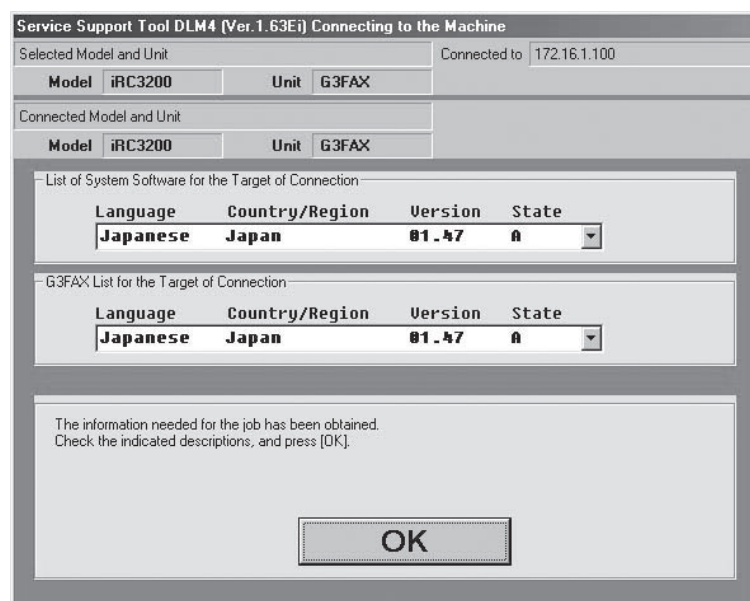 Service Support Tool DLM4 (Ver.1.63Ei) Connecting to the Machine
Selected Model and Unit Connected to 172.16.1.100
Model iRC3200 Unit G3FAX
Connected Model and Unit
Model iRC3200 Unit G3FAX
List of System Software for the Target of Connection
Language Country/Region Version State
Japanese Japan 01.47 A
G3FAX List for the Target of Connection
Language Country/Region Version State
Japanese Japan 01.47 A
The information needed for the job has been obtained.
Check the indicated descriptions, and press [OK].
OK